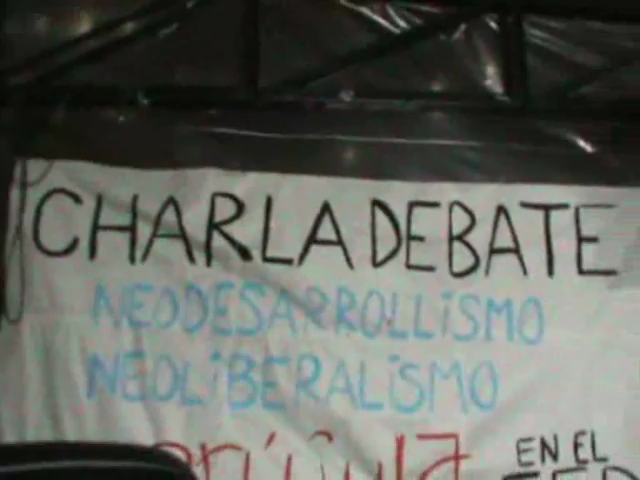 CHARLA DEBATE
NEODESARROLLiSMO
NEOLiBERALiSMO
EN EL